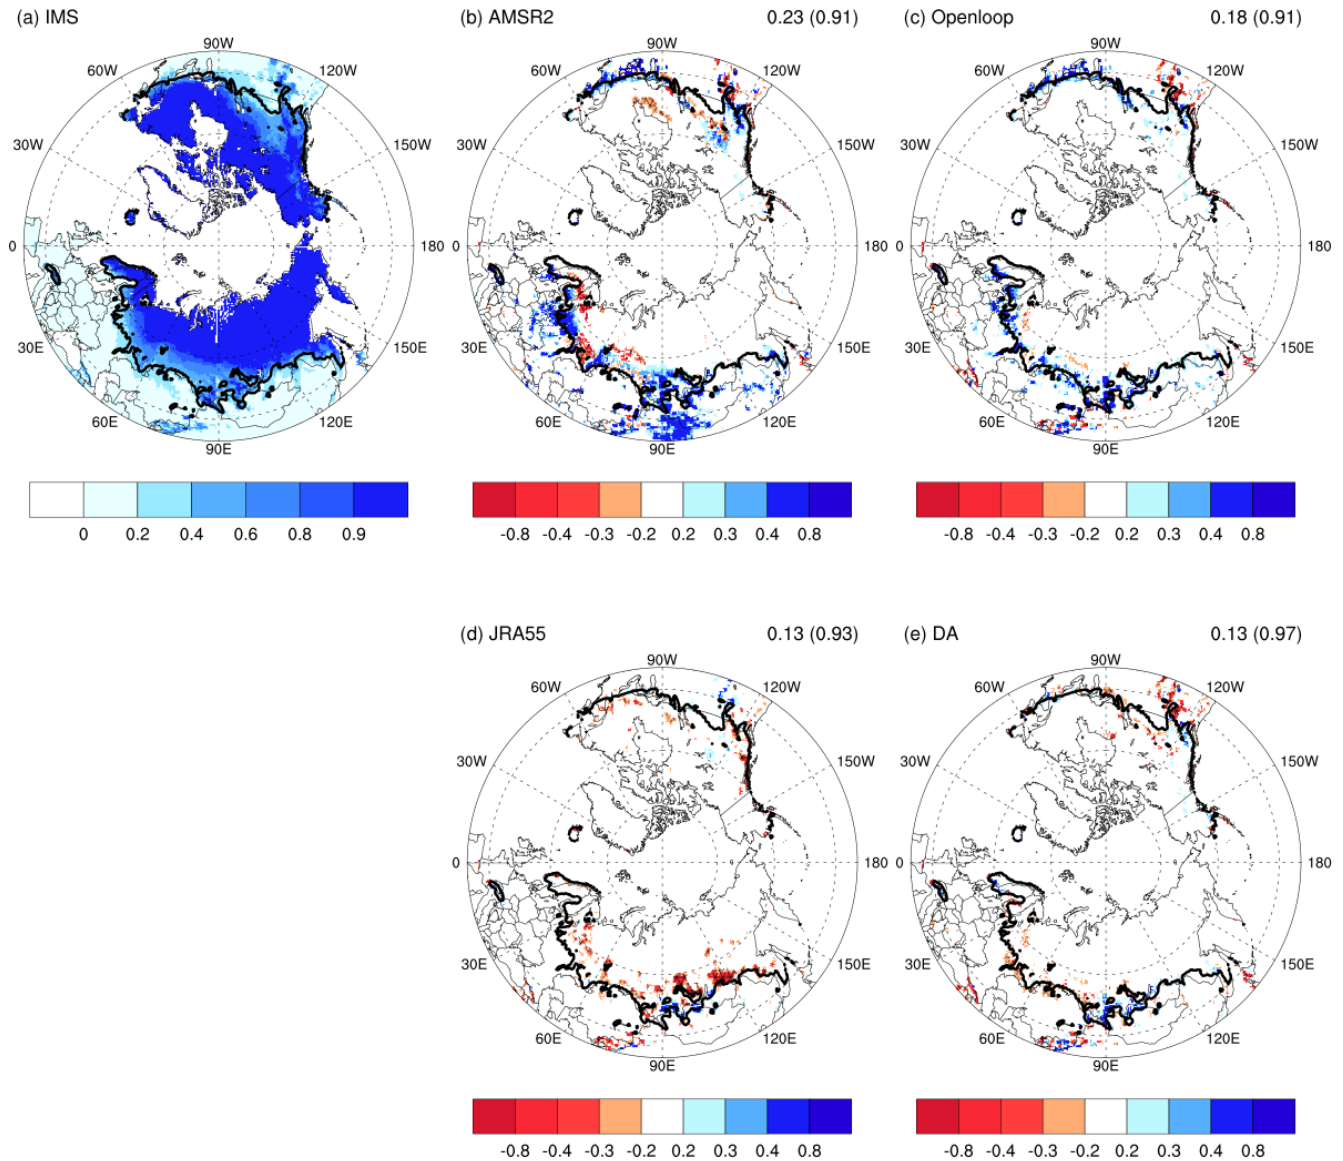 (a) IMS
90W
60W
120W
30W
150W
0
180
30E
150E
60E
120E
90E
0 0.2 0.4 0.6 0.8 0.9
(b) AMSR2 0.23 (0.91)
90W
60W
120W
30W
150W
0
180
30E
150E
60E
120E
90E
-0.8 -0.4 -0.3 -0.2 0.2 0.3 0.4 0.8
(c) Openloop 0.18 (0.91)
90W
60W
120W
30W
150W
0
180
30E
150E
60E
120E
90E
-0.8 -0.4 -0.3 -0.2 0.2 0.3 0.4 0.8
(d) JRA55 0.13 (0.93)
90W
60W
120W
30W
150W
0
180
30E
150E
60E
120E
90E
-0.8 -0.4 -0.3 -0.2 0.2 0.3 0.4 0.8
(e) DA 0.13 (0.97)
90W
60W
120W
30W
150W
0
180
30E
150E
60E
120E
90E
-0.8 -0.4 -0.3 -0.2 0.2 0.3 0.4 0.8